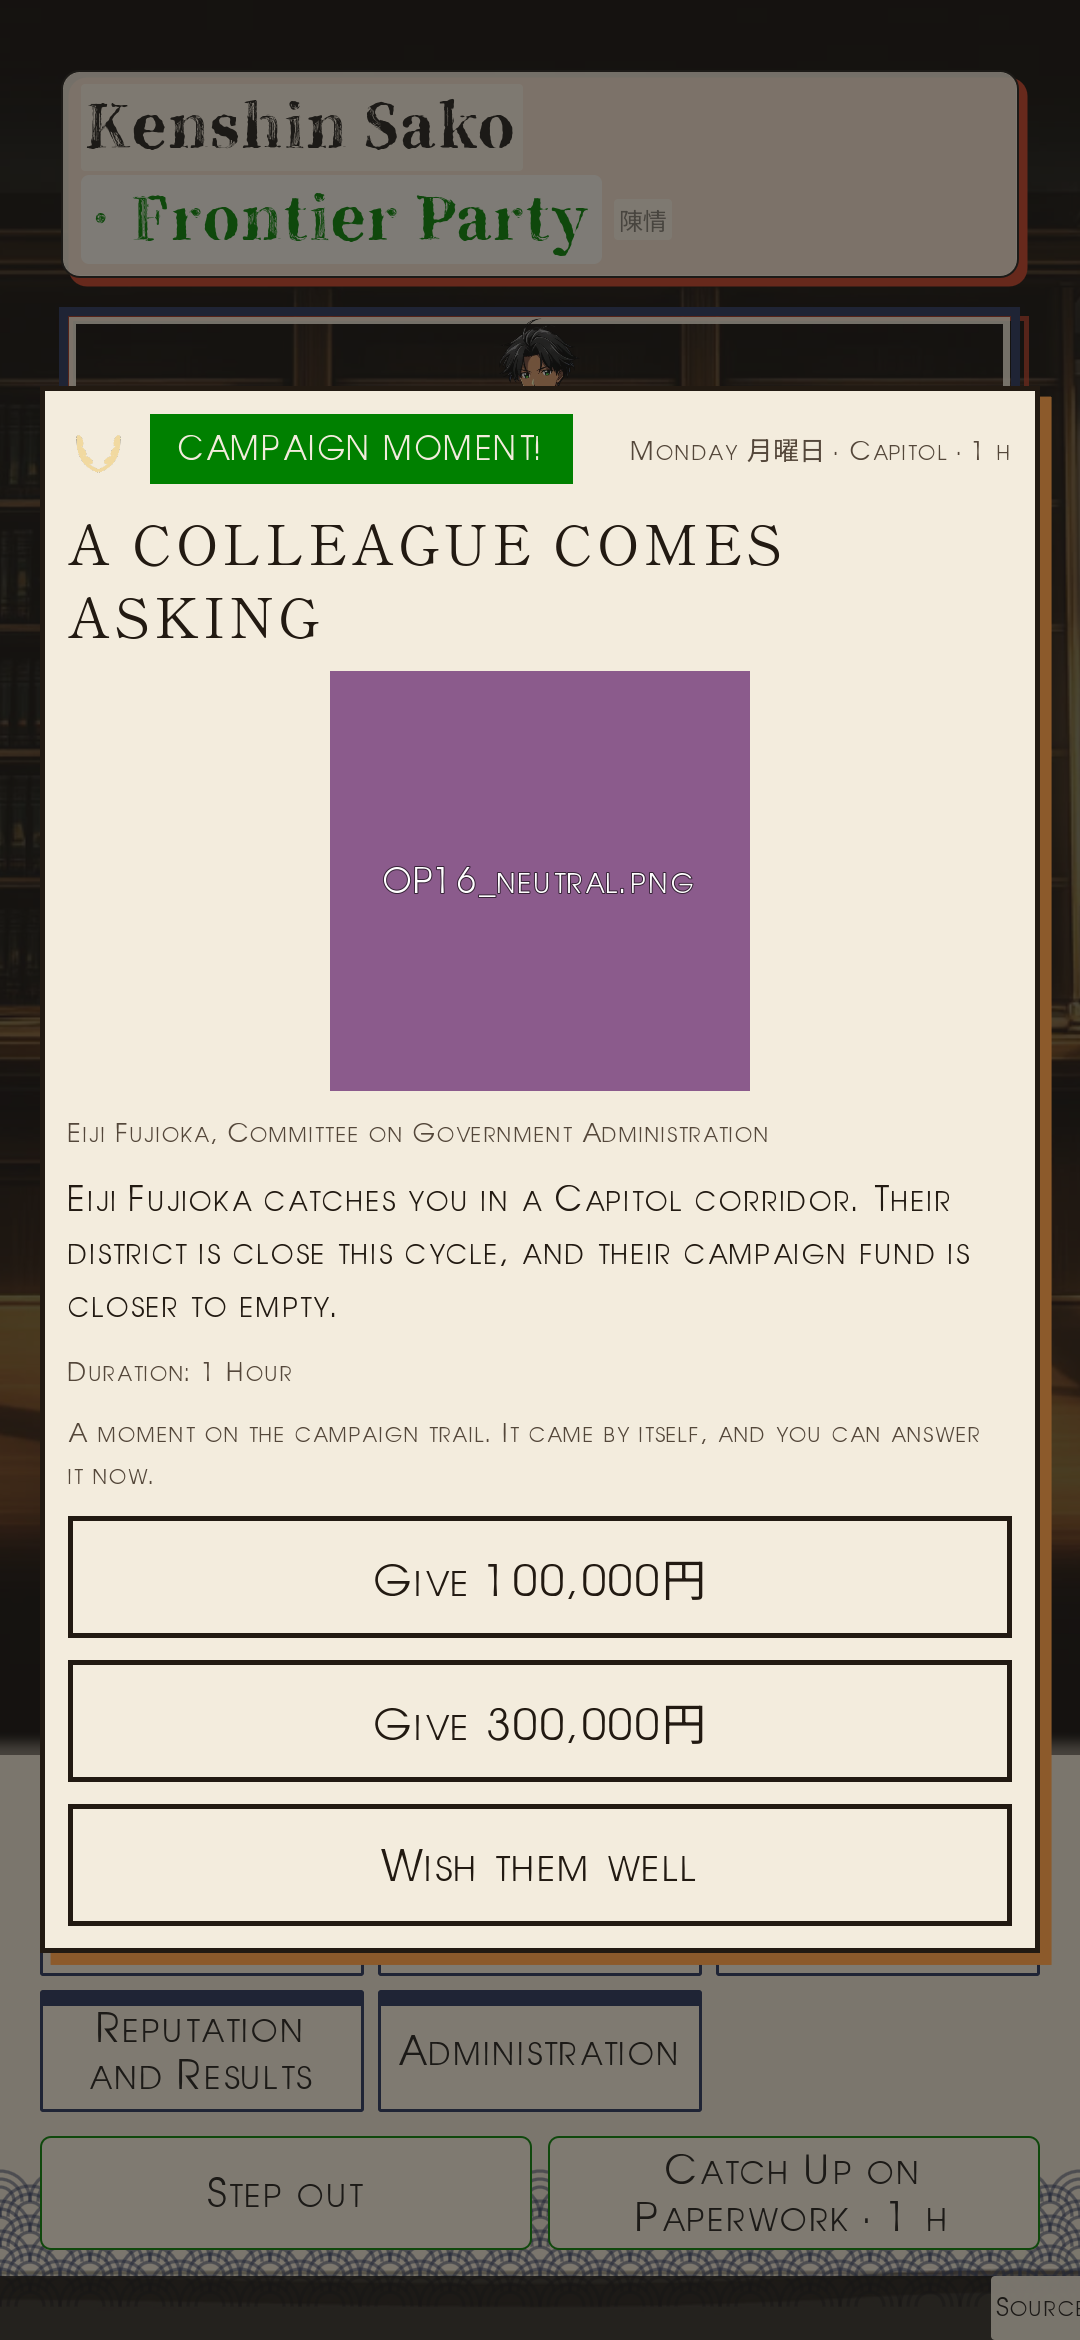 Kenshin Sako
· Frontier Party 陳情
CAMPAIGN MOMENT!
Monday 月曜日 · Capitol · 1 h
A COLLEAGUE COMES
ASKING
OP16_neutral.png
Eiji Fujioka, Committee on Government Administration
Eiji Fujioka catches you in a Capitol corridor. Their
district is close this cycle, and their campaign fund is
closer to empty.
Duration: 1 Hour
A moment on the campaign trail. It came by itself, and you can answer
it now.
Give 100,000円
Give 300,000円
Wish them well
Reputation
and Results
Administration
Step out
Catch Up on
Paperwork · 1 h
Source